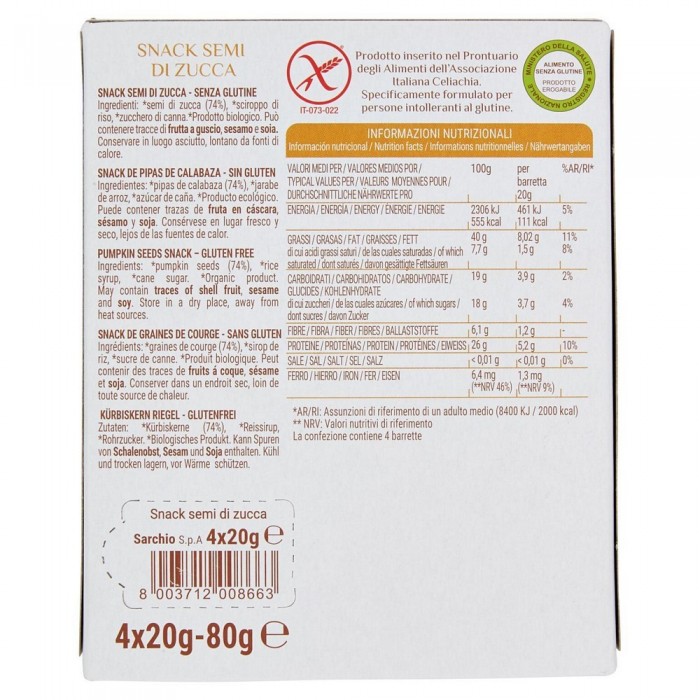 SNACK SEMI
DI ZUCCA
SNACK SEMI DI ZUCCA - SENZA GLUTINE
Ingredienti: *semi di zucca (74%), *sciroppo di
riso, *zucchero di canna.*Prodotto biologico. Può
contenere tracce di frutta a guscio, sesamo e soia.
Conservare in luogo asciutto, lontano da fonti di
calore.
SNACK DE PIPAS DE CALABAZA - SIN GLUTEN
Ingredientes: *pipas de calabaza (74%), *jarabe
de arroz, *azúcar de caña. *Producto ecológico.
Puede contener trazas de fruta en cáscara,
sésamo y soja. Consérvese en lugar fresco y
seco, lejos de las fuentes de calor.
PUMPKIN SEEDS SNACK – GLUTEN FREE
Ingredients: *pumpkin seeds (74%), *rice
syrup, *cane sugar. *Organic product.
May contain traces of shell fruit, sesame
and soy. Store in a dry place, away from
heat sources.
SNACK DE GRAINES DE COURGE - SANS GLUTEN
Ingrédients: *graines de courge (74%), *sirop de
riz, *sucre de canne. *Produit biologique. Peut
contenir des traces de fruits á coque, sésame
et soja. Conserver dans un endroit sec, loin de
toute source de chaleur.
KÜRBISKERN RIEGEL - GLUTENFREI
Zutaten: *Kürbiskerne (74%), *Reissirup,
*Rohrzucker. *Biologisches Produkt. Kann Spuren
von Schalenobst, Sesam und Soja enthalten. Kühl
und trocken lagern, vor Wärme schützen.
IT-073-022
Prodotto inserito nel Prontuario
degli Alimenti dell'Associazione
Italiana Celiachia.
Specificamente formulato per
persone intolleranti al glutine.
MINISTERO DELLA SALUTE
ALIMENTO
SENZA GLUTINE
PRODOTTO
EROGABILE
REGISTRO NAZIONALE
INFORMAZIONI NUTRIZIONALI
Información nutricional / Nutrition facts / Informations nutritionnelles / Nährwertangaben
VALORI MEDI PER / VALORES MEDIOS POR / TYPICAL VALUES PER / VALEURS MOYENNES POUR / DURCHSCHNITTLICHE NÄHRWERTE PRO 100g per barretta 20g %AR/RI*
ENERGIA / ENERGÍA / ENERGY / ÉNERGIE / ENERGIE 2306 kJ 555 kcal 461 kJ 111 kcal 5%
GRASSI / GRASAS / FAT / GRAISSES / FETT 40 g 8,02 g 11%
di cui acidi grassi saturi / de las cuales saturadas / of which saturated / dont saturés / davon gesättigte Fettsäuren 7,7 g 1,5 g 8%
CARBOIDRATI / CARBOHIDRATOS / CARBOHYDRATE / GLUCIDES / KOHLENHYDRATE 19 g 3,9 g 2%
di cui zuccheri / de las cuales azúcares / of which sugars / dont sucres / davon Zucker 18 g 3,7 g 4%
FIBRE / FIBRA / FIBER / FIBRES / BALLASTSTOFFE 6,1 g 1,2 g -
PROTEINE / PROTEÍNAS / PROTEIN / PROTÉINES / EIWEISS 26 g 5,2 g 10%
SALE / SAL / SALT / SEL / SALZ < 0,01 g < 0,01 g 0%
FERRO / HIERRO / IRON / FER / EISEN 6,4 mg (**NRV 46%) 1,3 mg (**NRV 9%)
*AR/RI: Assunzioni di riferimento di un adulto medio (8400 KJ / 2000 kcal)
** NRV: Valori nutritivi di riferimento
La confezione contiene 4 barrette
Snack semi di zucca
Sarchio S.p.A 4x20g e
8 003712 008663
4x20g-80g e